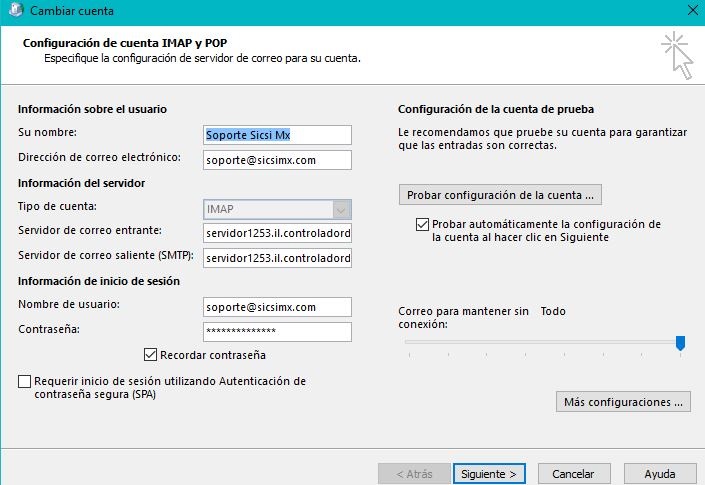 Cambiar cuenta
Configuración de cuenta IMAP y POP
Especifique la configuración de servidor de correo para su cuenta.
Información sobre el usuario
Su nombre: Soporte Sicsi Mx
Dirección de correo electrónico: soporte@sicsimx.com
Información del servidor
Tipo de cuenta: IMAP
Servidor de correo entrante: servidor1253.il.controladord
Servidor de correo saliente (SMTP): servidor1253.il.controladord
Información de inicio de sesión
Nombre de usuario: soporte@sicsimx.com
Contraseña: **************
Recordar contraseña
Requerir inicio de sesión utilizando Autenticación de
contraseña segura (SPA)
Configuración de la cuenta de prueba
Le recomendamos que pruebe su cuenta para garantizar
que las entradas son correctas.
Probar configuración de la cuenta ...
Probar automáticamente la configuración de
la cuenta al hacer clic en Siguiente
Correo para mantener sin Todo
conexión:
Más configuraciones ...
< Atrás Siguiente > Cancelar Ayuda